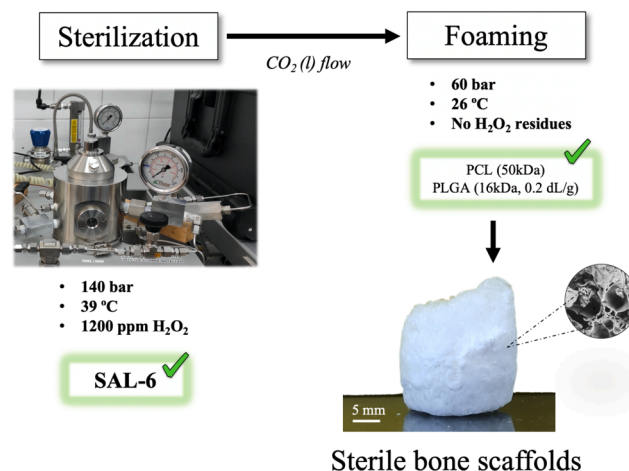 Sterilization
CO2 (l) flow
Foaming
• 60 bar
• 26 ºC
• No H2O2 residues
PCL (50kDa)
PLGA (16kDa, 0.2 dL/g)
• 140 bar
• 39 ºC
• 1200 ppm H2O2
SAL-6
5 mm
Sterile bone scaffolds